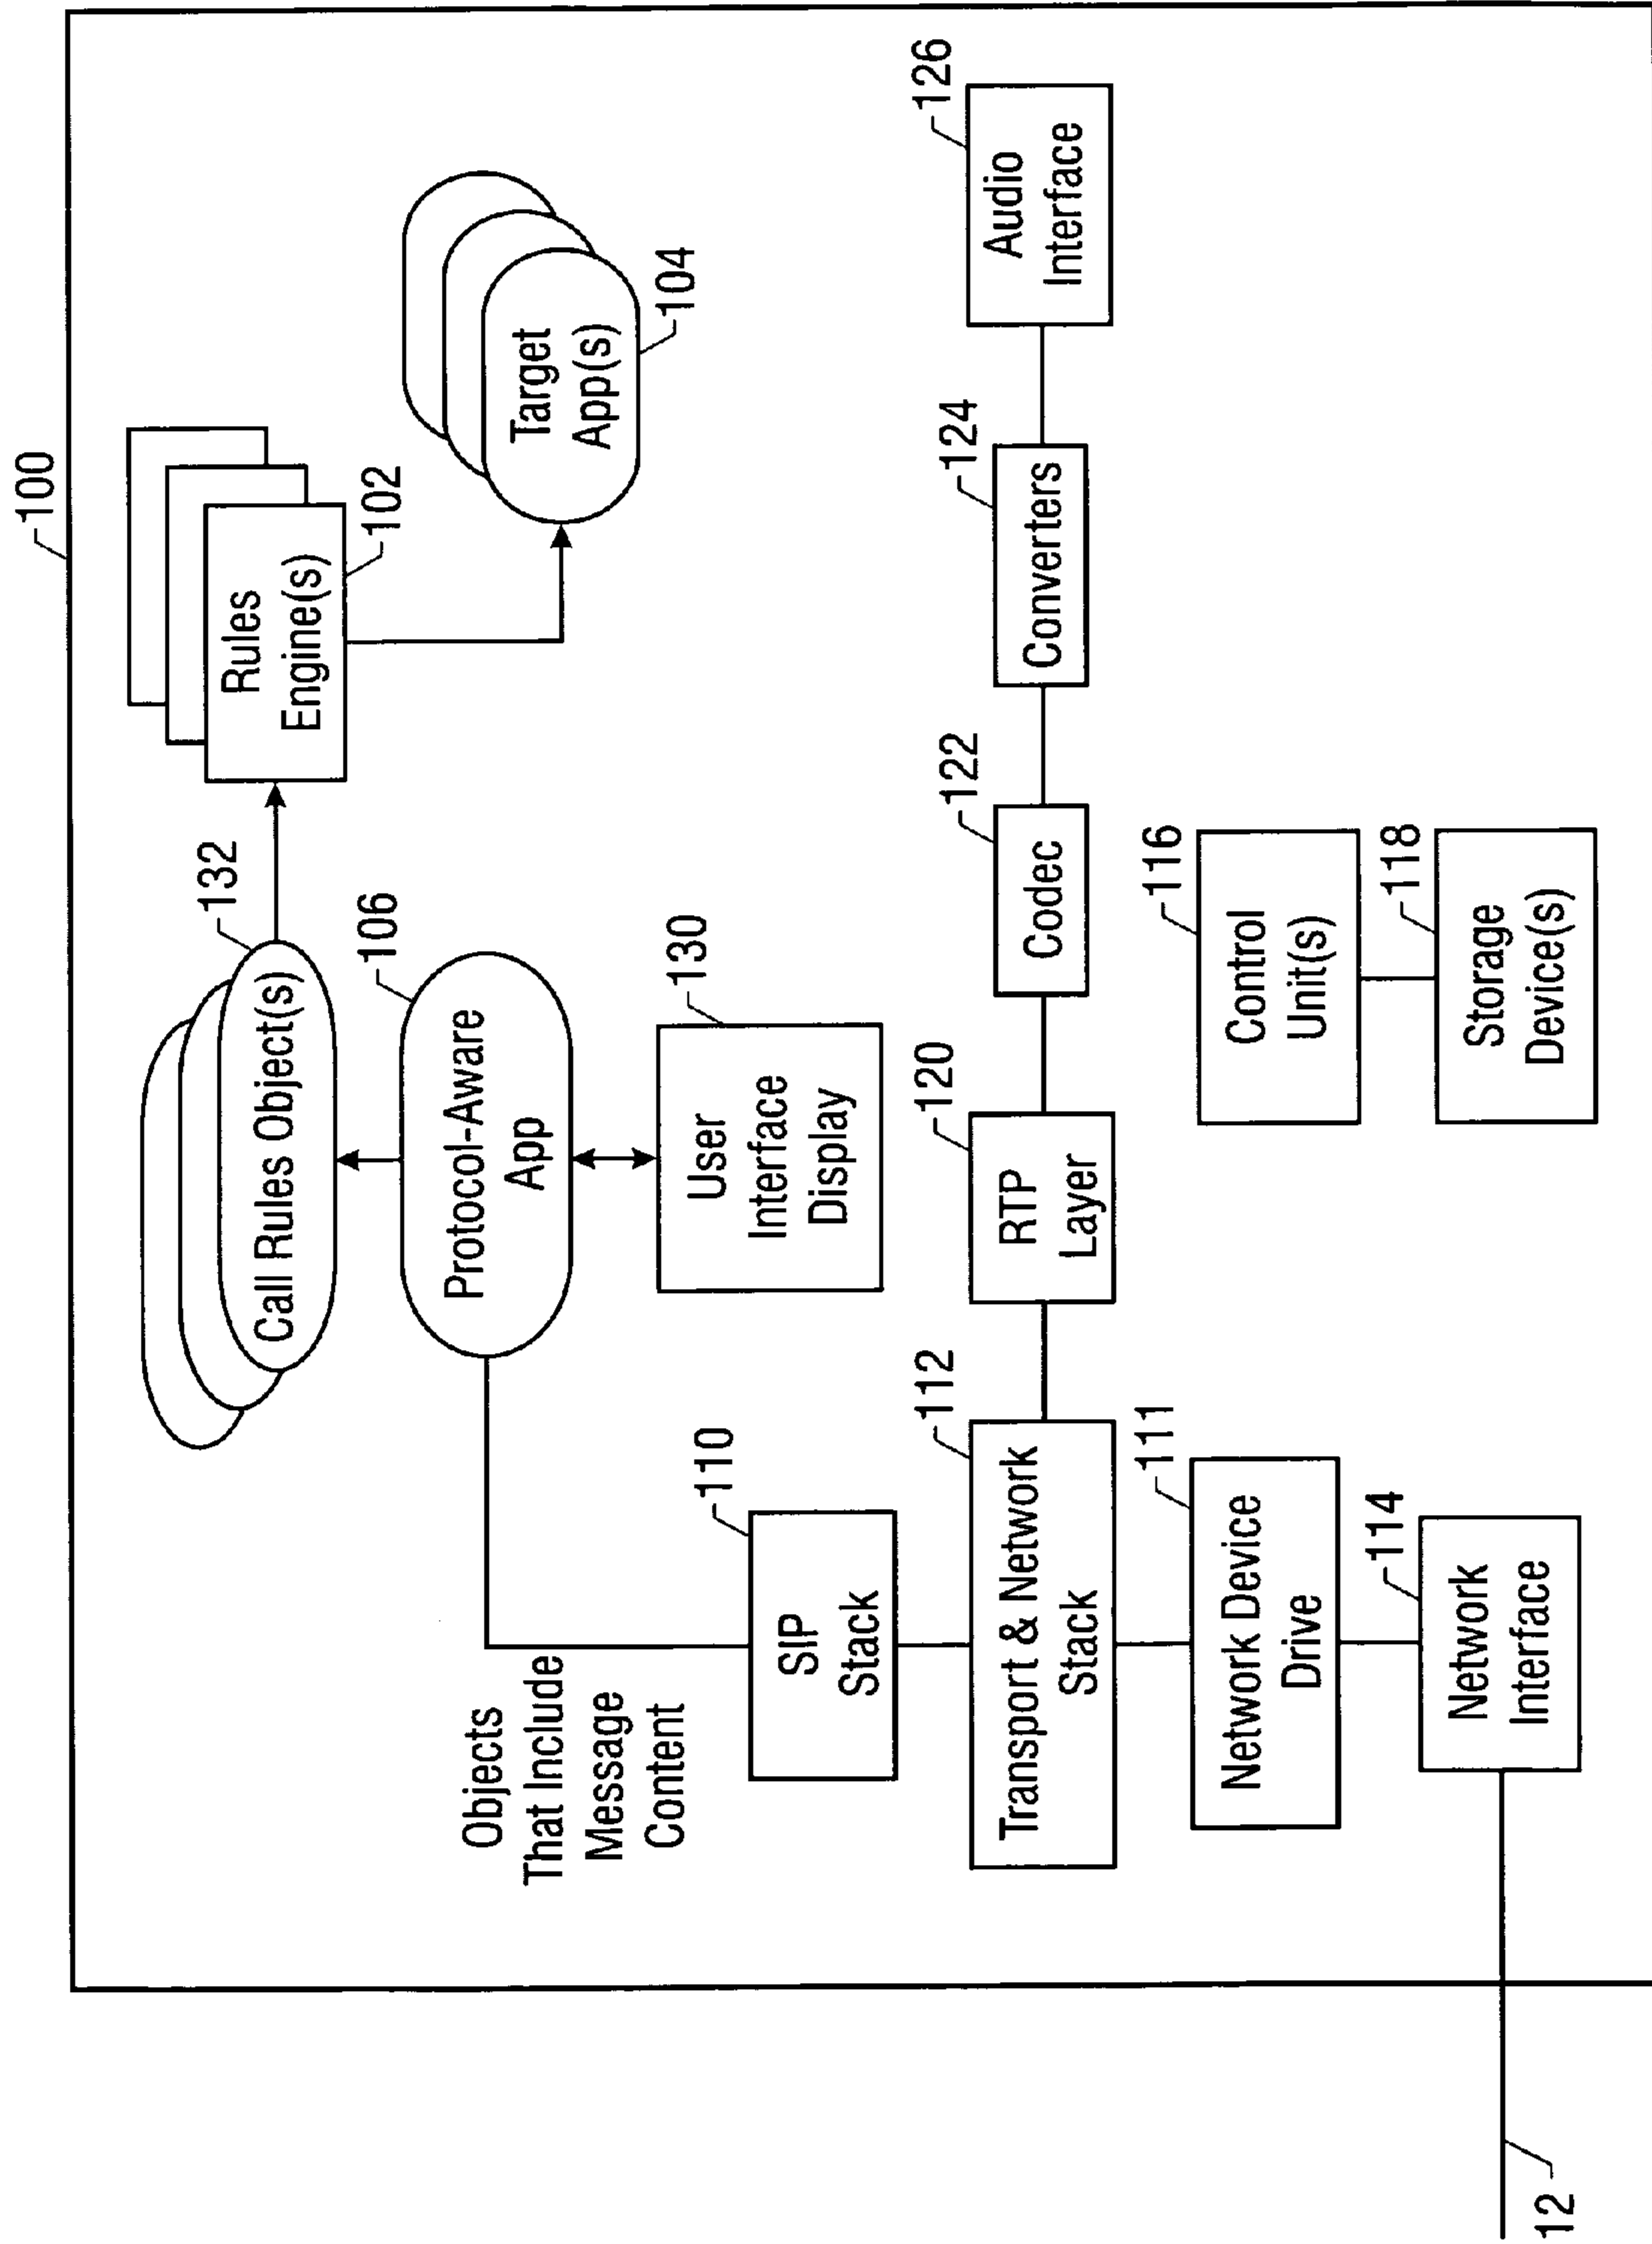 100
132
Call Rules Object(s)
Rules
Engine(s)
102
Target
App(s)
104
106
Protocol-Aware
App
Objects
That Include
Message
Content
130
User
Interface
Display
110
SIP
Stack
112
Transport & Network
Stack
120
RTP
Layer
122
Codec
124
Converters
126
Audio
Interface
111
Network Device
Drive
116
Control
Unit(s)
114
Network
Interface
118
Storage
Device(s)
12